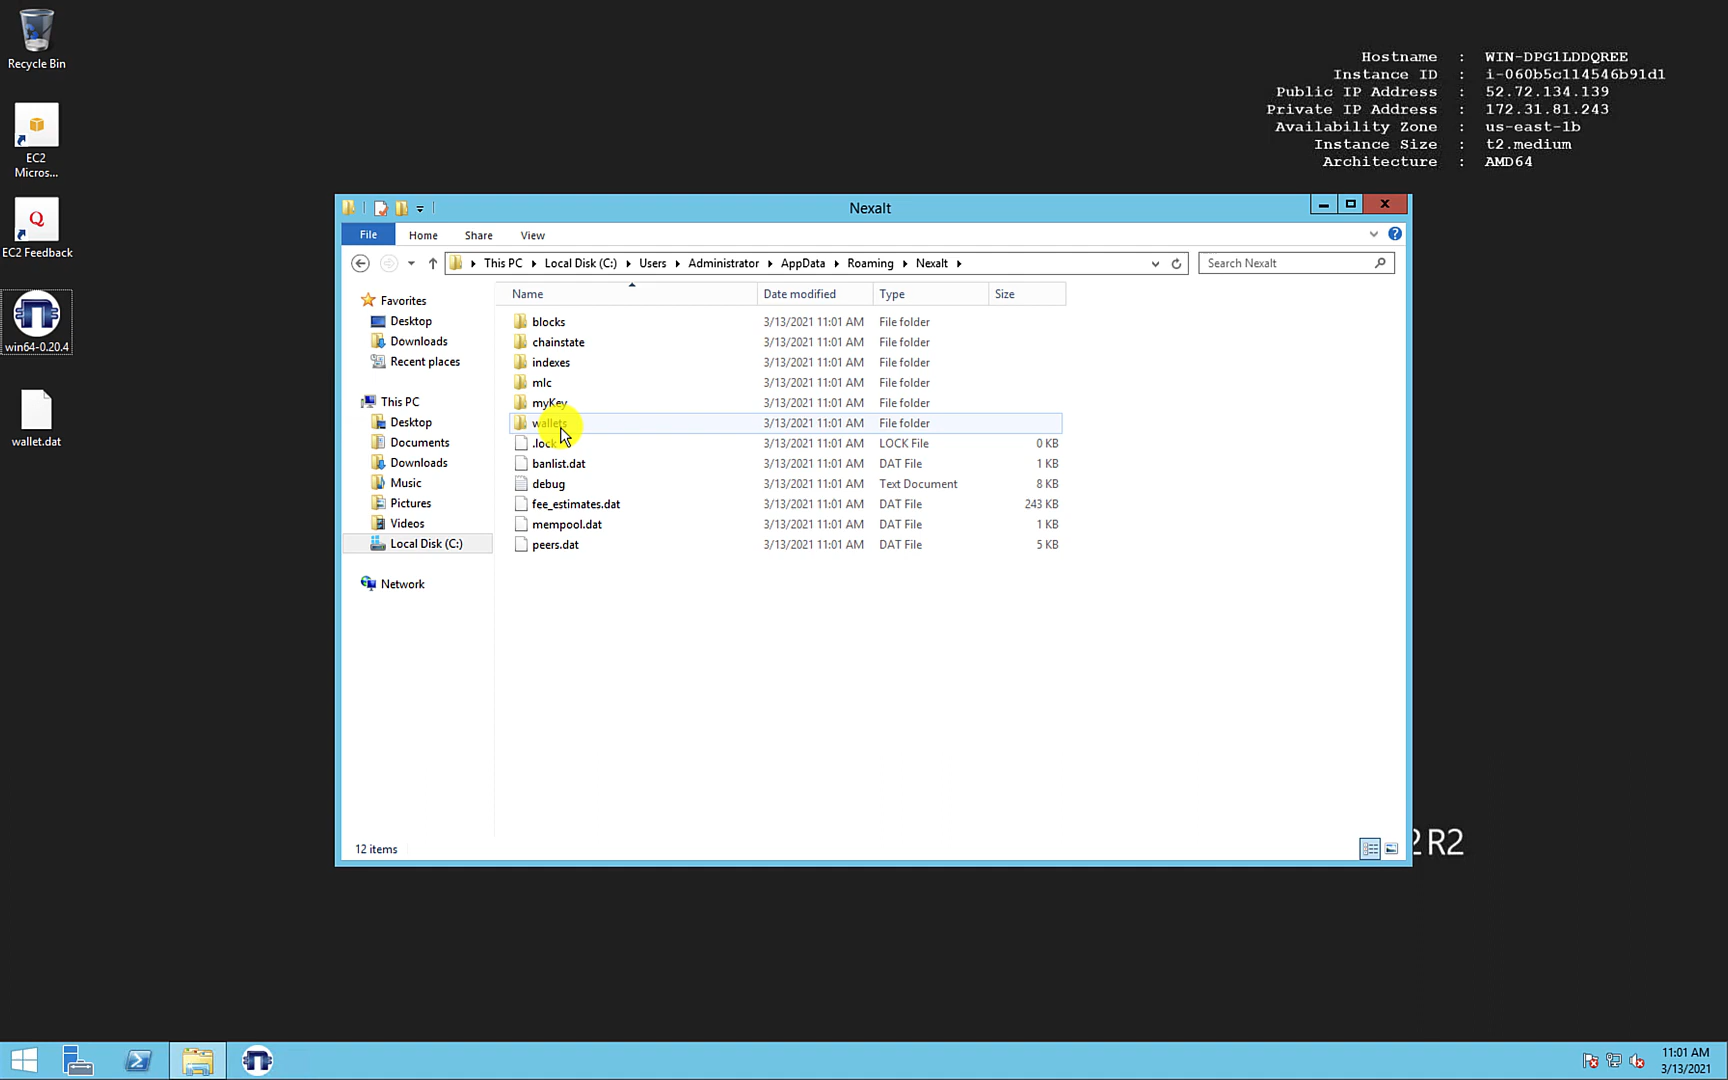 Recycle Bin
EC2
Micros...
EC2 Feedback
win64-0.20.4
wallet.dat
Hostname : WIN-DPG1LDDQREE
Instance ID : i-060b5c114546b91d1
Public IP Address : 52.72.134.139
Private IP Address : 172.31.81.243
Availability Zone : us-east-1b
Instance Size : t2.medium
Architecture : AMD64
Nexalt
File Home Share View
This PC Local Disk (C:) Users Administrator AppData Roaming Nexalt
Search Nexalt
Favorites
Desktop
Downloads
Recent places
This PC
Desktop
Documents
Downloads
Music
Pictures
Videos
Local Disk (C:)
Network
Name Date modified Type Size
blocks 3/13/2021 11:01 AM File folder
chainstate 3/13/2021 11:01 AM File folder
indexes 3/13/2021 11:01 AM File folder
mlc 3/13/2021 11:01 AM File folder
myKey 3/13/2021 11:01 AM File folder
wallets 3/13/2021 11:01 AM File folder
.lock 3/13/2021 11:01 AM LOCK File 0 KB
banlist.dat 3/13/2021 11:01 AM DAT File 1 KB
debug 3/13/2021 11:01 AM Text Document 8 KB
fee_estimates.dat 3/13/2021 11:01 AM DAT File 243 KB
mempool.dat 3/13/2021 11:01 AM DAT File 1 KB
peers.dat 3/13/2021 11:01 AM DAT File 5 KB
12 items
2 R2
11:01 AM
3/13/2021